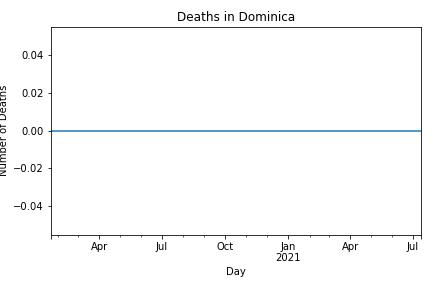 Deaths in Dominica
Number of Deaths
0.04
0.02
0.00
−0.02
−0.04
Apr Jul Oct Jan Apr Jul
2021
Day